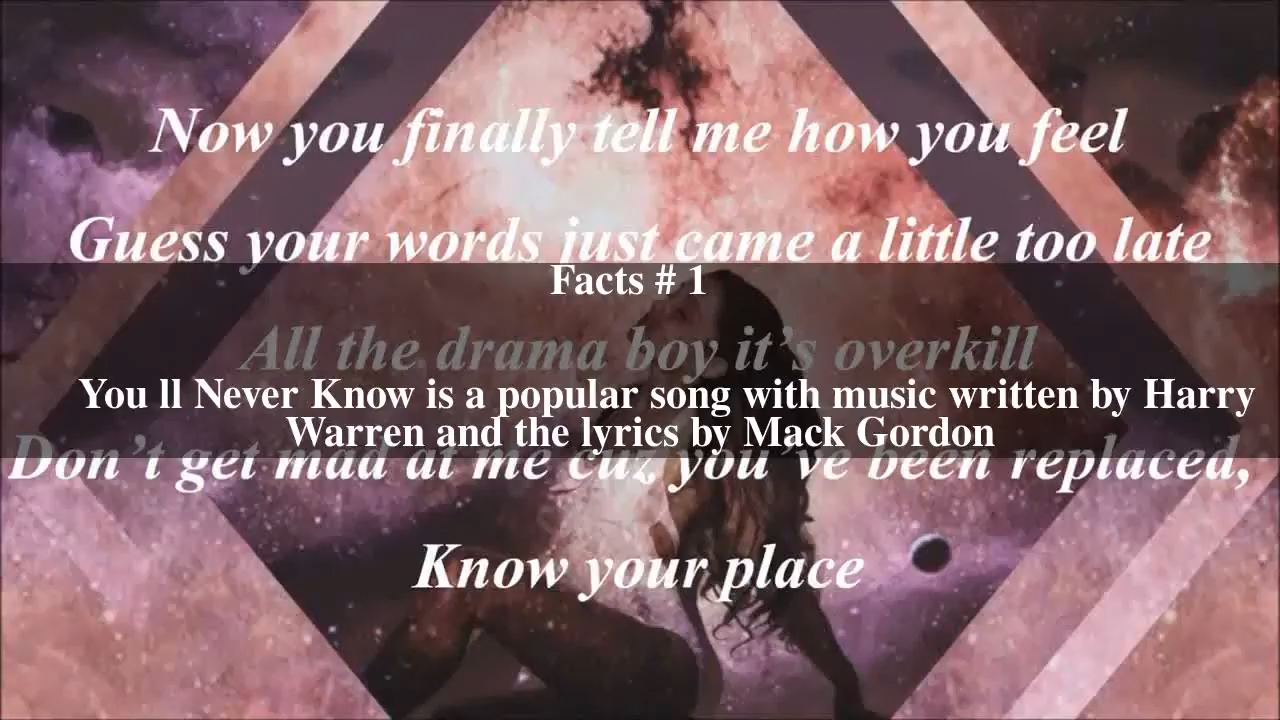 Now you finally tell me how you feel
Guess your words just came a little too late
Facts # 1
All the drama boy it's overkill
You ll Never Know is a popular song with music written by Harry
Warren and the lyrics by Mack Gordon
Don't get mad at me cuz you 've been replaced,
Know your place